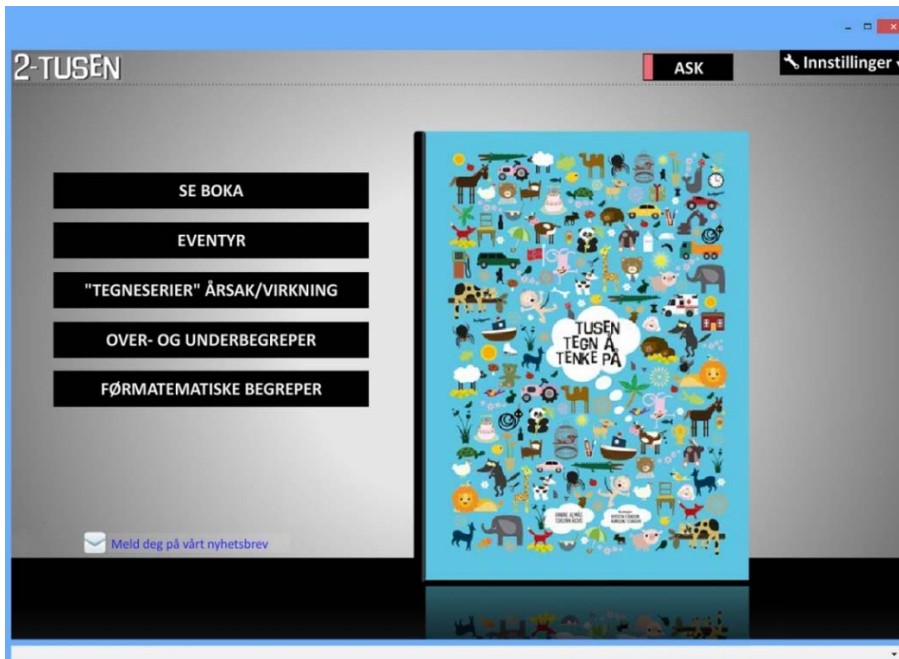 2-TUSEN
ASK
Innstillinger
SE BOKA
EVENTYR
"TEGNESERIER" ÅRSAK/VIRKNING
OVER- OG UNDERBEGREPER
FØRMATEMATISKE BEGREPER
TUSEN
TEGN Å
TENKE PÅ
Meld deg på vårt nyhetsbrev